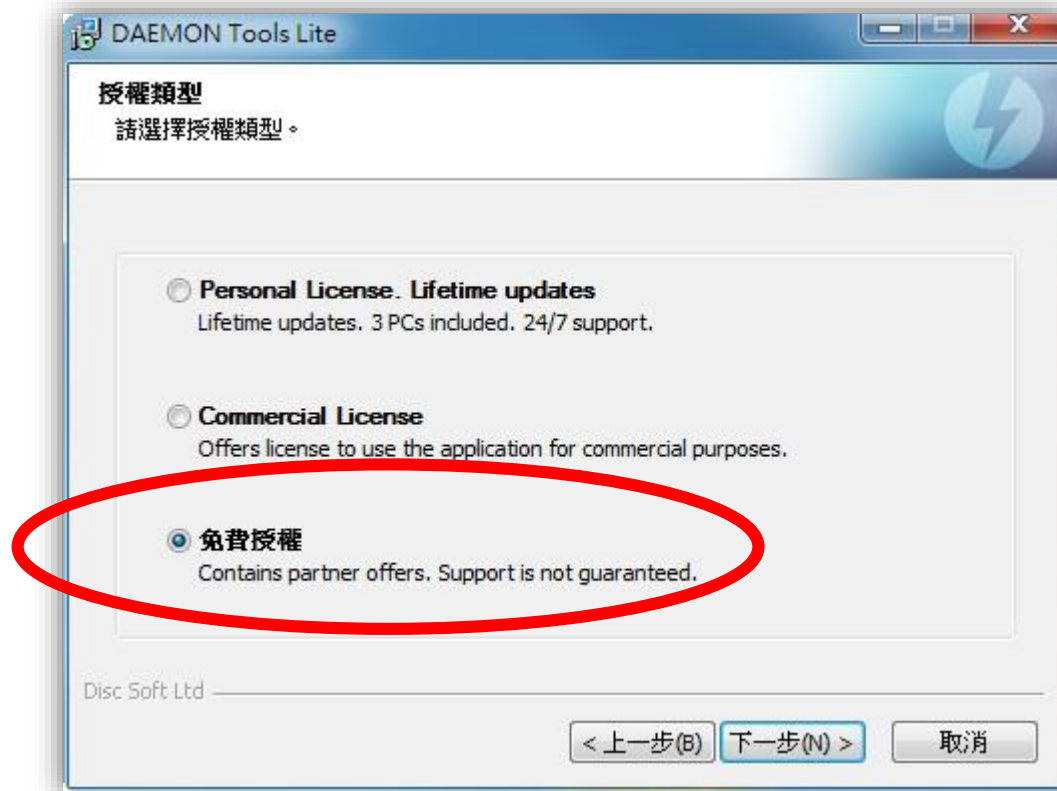 DAEMON Tools Lite
授權類型
請選擇授權類型。
Personal License. Lifetime updates
Lifetime updates. 3 PCs included. 24/7 support.
Commercial License
Offers license to use the application for commercial purposes.
免費授權
Contains partner offers. Support is not guaranteed.
Disc Soft Ltd
< 上一步(B) 下一步(N) > 取消